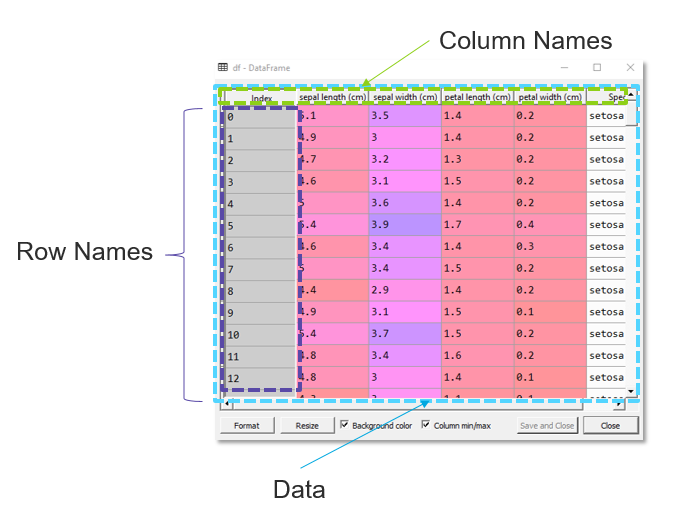 Column Names
df - DataFrame
Index sepal length (cm) sepal width (cm) petal length (cm) petal width (cm) Spec
0 5.1 3.5 1.4 0.2 setosa
1 4.9 3 1.4 0.2 setosa
2 4.7 3.2 1.3 0.2 setosa
3 4.6 3.1 1.5 0.2 setosa
4 5 3.6 1.4 0.2 setosa
5 5.4 3.9 1.7 0.4 setosa
Row Names
6 4.6 3.4 1.4 0.3 setosa
7 5 3.4 1.5 0.2 setosa
8 4.4 2.9 1.4 0.2 setosa
9 4.9 3.1 1.5 0.1 setosa
10 5.4 3.7 1.5 0.2 setosa
11 4.8 3.4 1.6 0.2 setosa
12 4.8 3 1.4 0.1 setosa
Format Resize Background color Column min/max Save and Close Close
Data